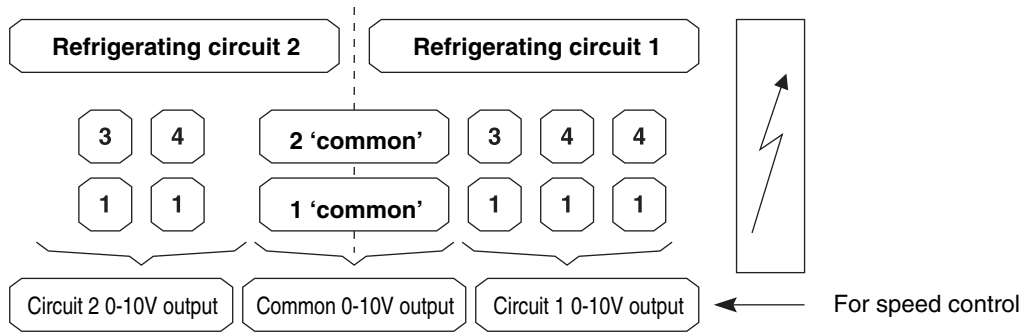 Refrigerating circuit 2 Refrigerating circuit 1
3 4 2 ‘common’ 3 4 4
1 1 1 ‘common’ 1 1 1
Circuit 2 0-10V output Common 0-10V output Circuit 1 0-10V output For speed control